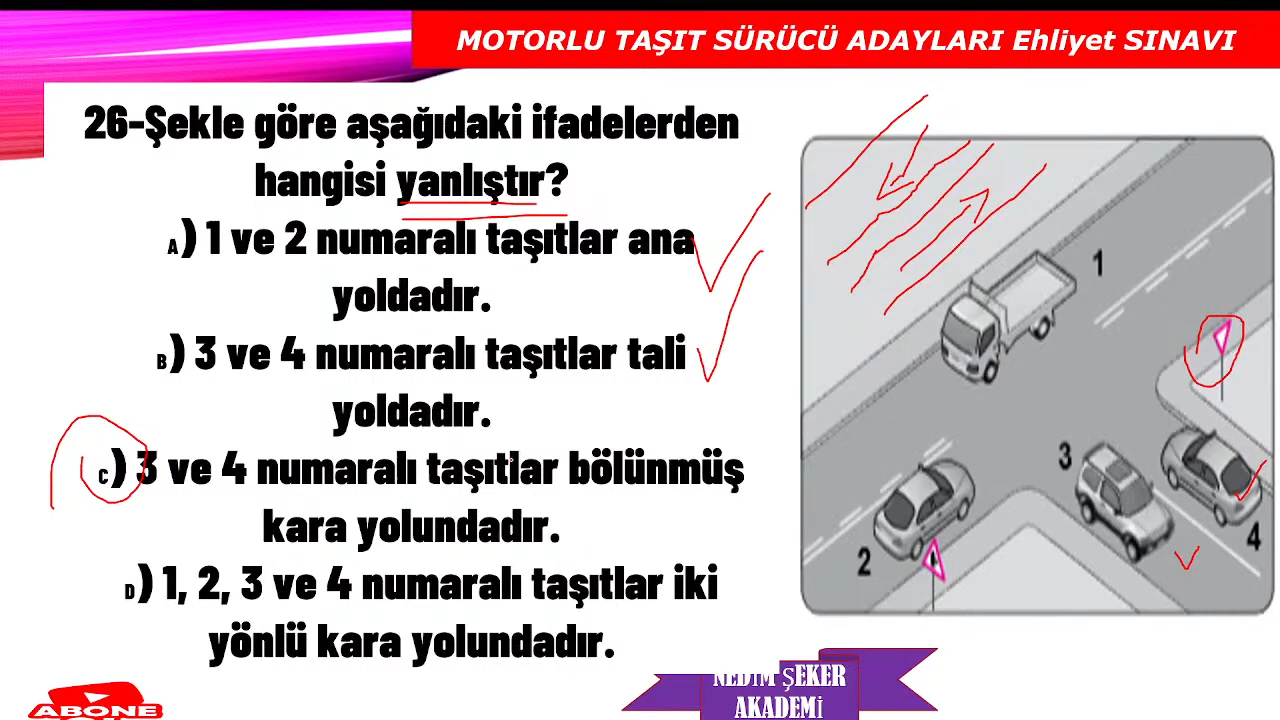 MOTORLU TAŞIT SÜRÜCÜ ADAYLARI Ehliyet SINAVI
26-Şekle göre aşağıdaki ifadelerden
hangisi yanlıştır?
A) 1 ve 2 numaralı taşıtlar ana
yoldadır.
B) 3 ve 4 numaralı taşıtlar tali
yoldadır.
C) 3 ve 4 numaralı taşıtlar bölünmüş
kara yolundadır.
D) 1, 2, 3 ve 4 numaralı taşıtlar iki
yönlü kara yolundadır.
1
2
3
4
NEDİM ŞEKER
AKADEMİ
ABONE